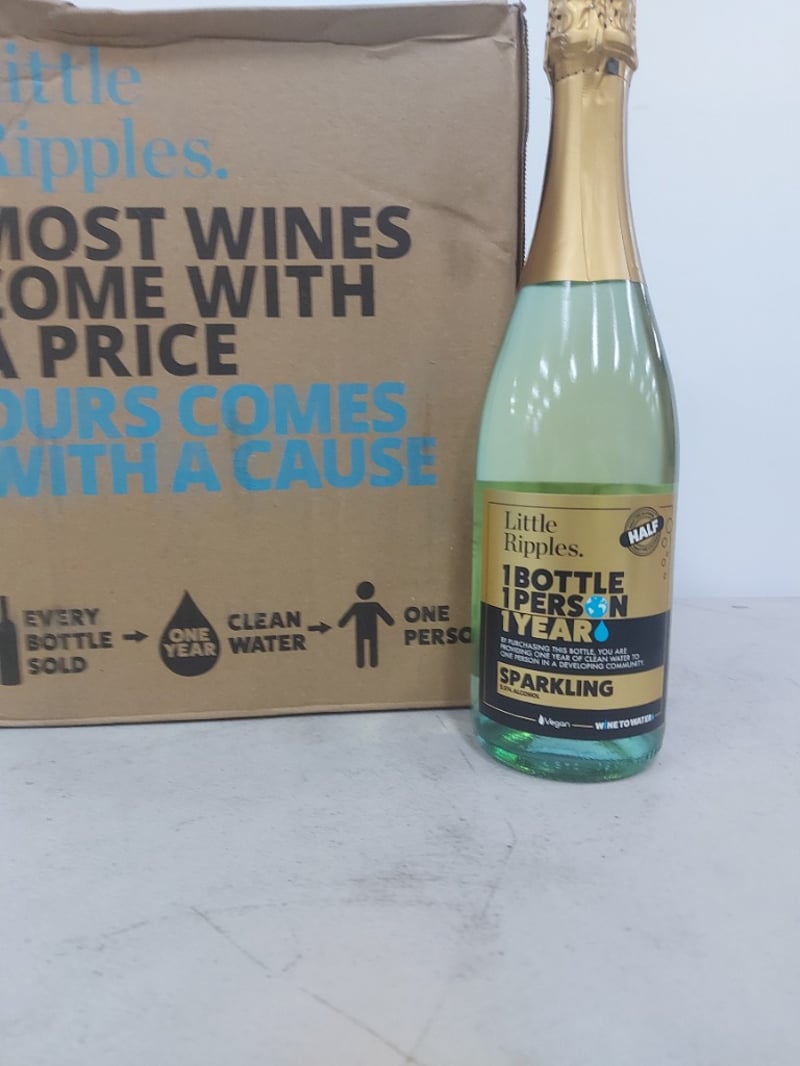 ittle
Ripples.
MOST WINES
COME WITH
A PRICE
OURS COMES
WITH A CAUSE
EVERY
BOTTLE
SOLD
ONE
YEAR
CLEAN
WATER
ONE
PERSO
Little
Ripples.
HALF
1 BOTTLE
1 PERSON
1 YEAR
BY PURCHASING THIS BOTTLE, YOU ARE
PROVIDING ONE YEAR OF CLEAN WATER TO
ONE PERSON IN A DEVELOPING COMMUNITY.
SPARKLING
ALCOHOL
Vegan
WINE TO WATER